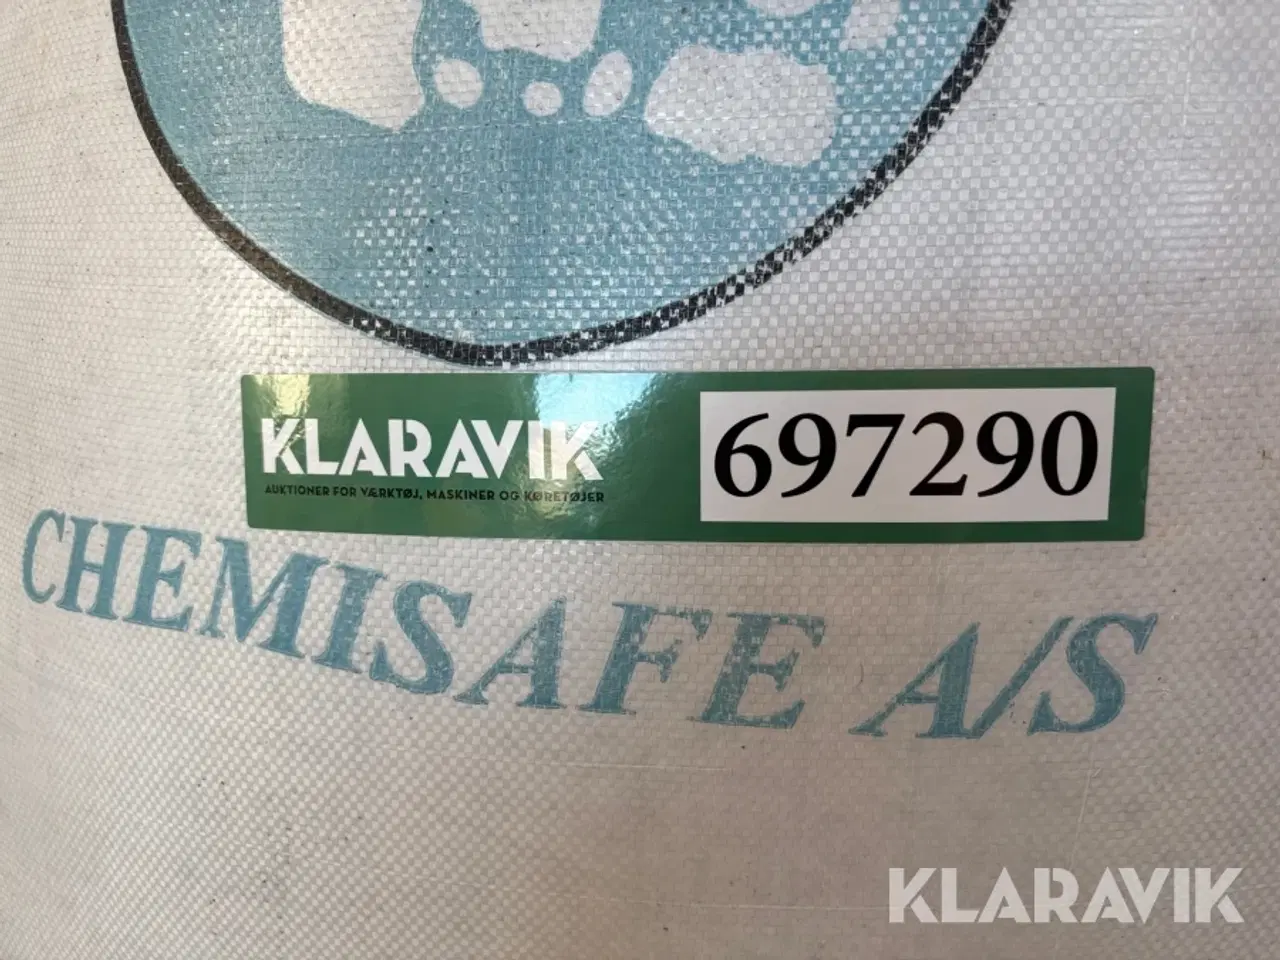 KLARAVIK
AUKTIONER FOR VÆRKTØJ, MASKINER OG KØRETØJER
697290
CHEMISAFE A/S
KLARAVIK